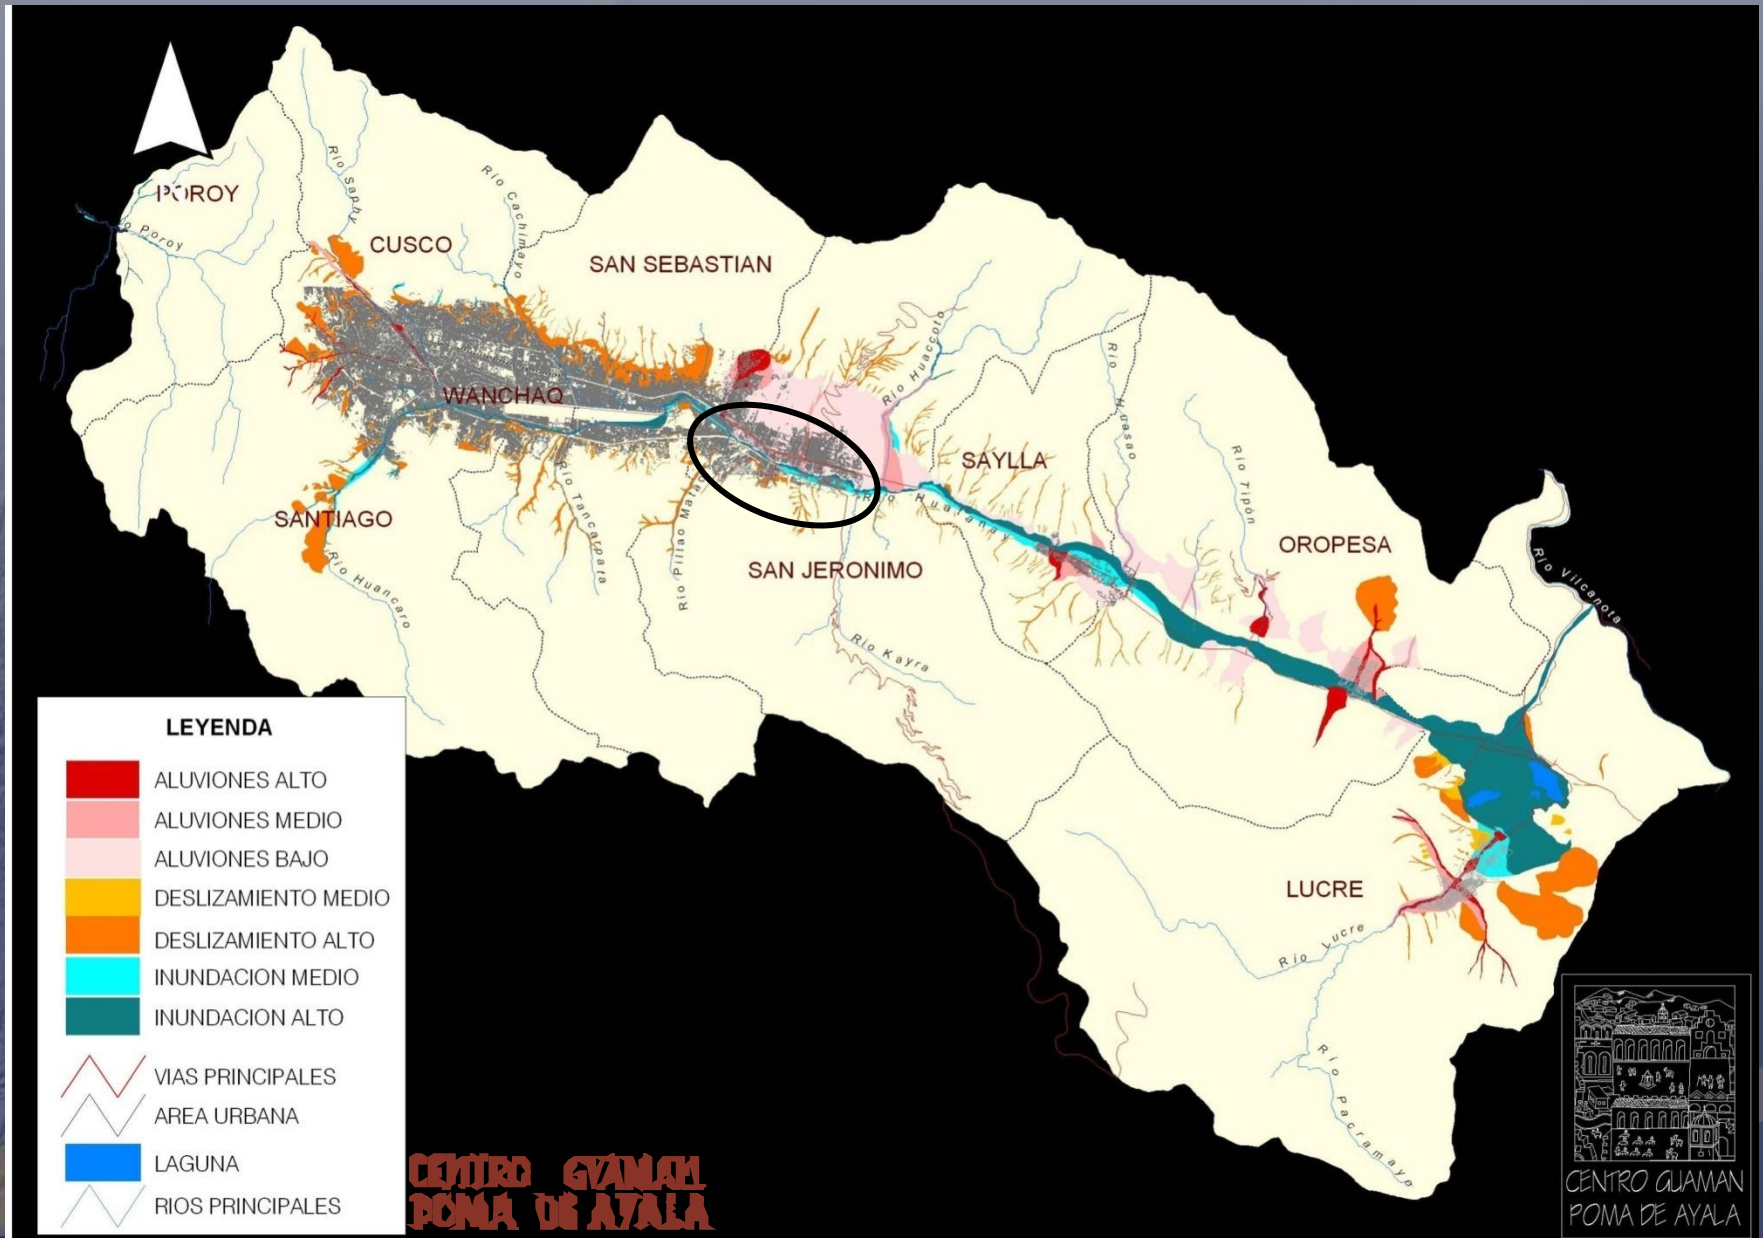 POROY
o Poroy
Rio Saphy
CUSCO
Rio Cachimayo
SAN SEBASTIAN
WANCHAQ
Rio Huaccoto
Rio Huasao
Rio Tipón
SAYLLA
SANTIAGO
Rio Huancaro
Rio Tancarpata
Rio Pillao Matao
Rio Huatanay
SAN JERONIMO
Rio Kayra
OROPESA
Rio Vilcanota
LUCRE
Rio Lucre
Rio Pacramayo
LEYENDA
ALUVIONES ALTO
ALUVIONES MEDIO
ALUVIONES BAJO
DESLIZAMIENTO MEDIO
DESLIZAMIENTO ALTO
INUNDACION MEDIO
INUNDACION ALTO
VIAS PRINCIPALES
AREA URBANA
LAGUNA
RIOS PRINCIPALES
CENTRO GUAMAN
POMA DE AYALA
CENTRO GUAMAN
POMA DE AYALA